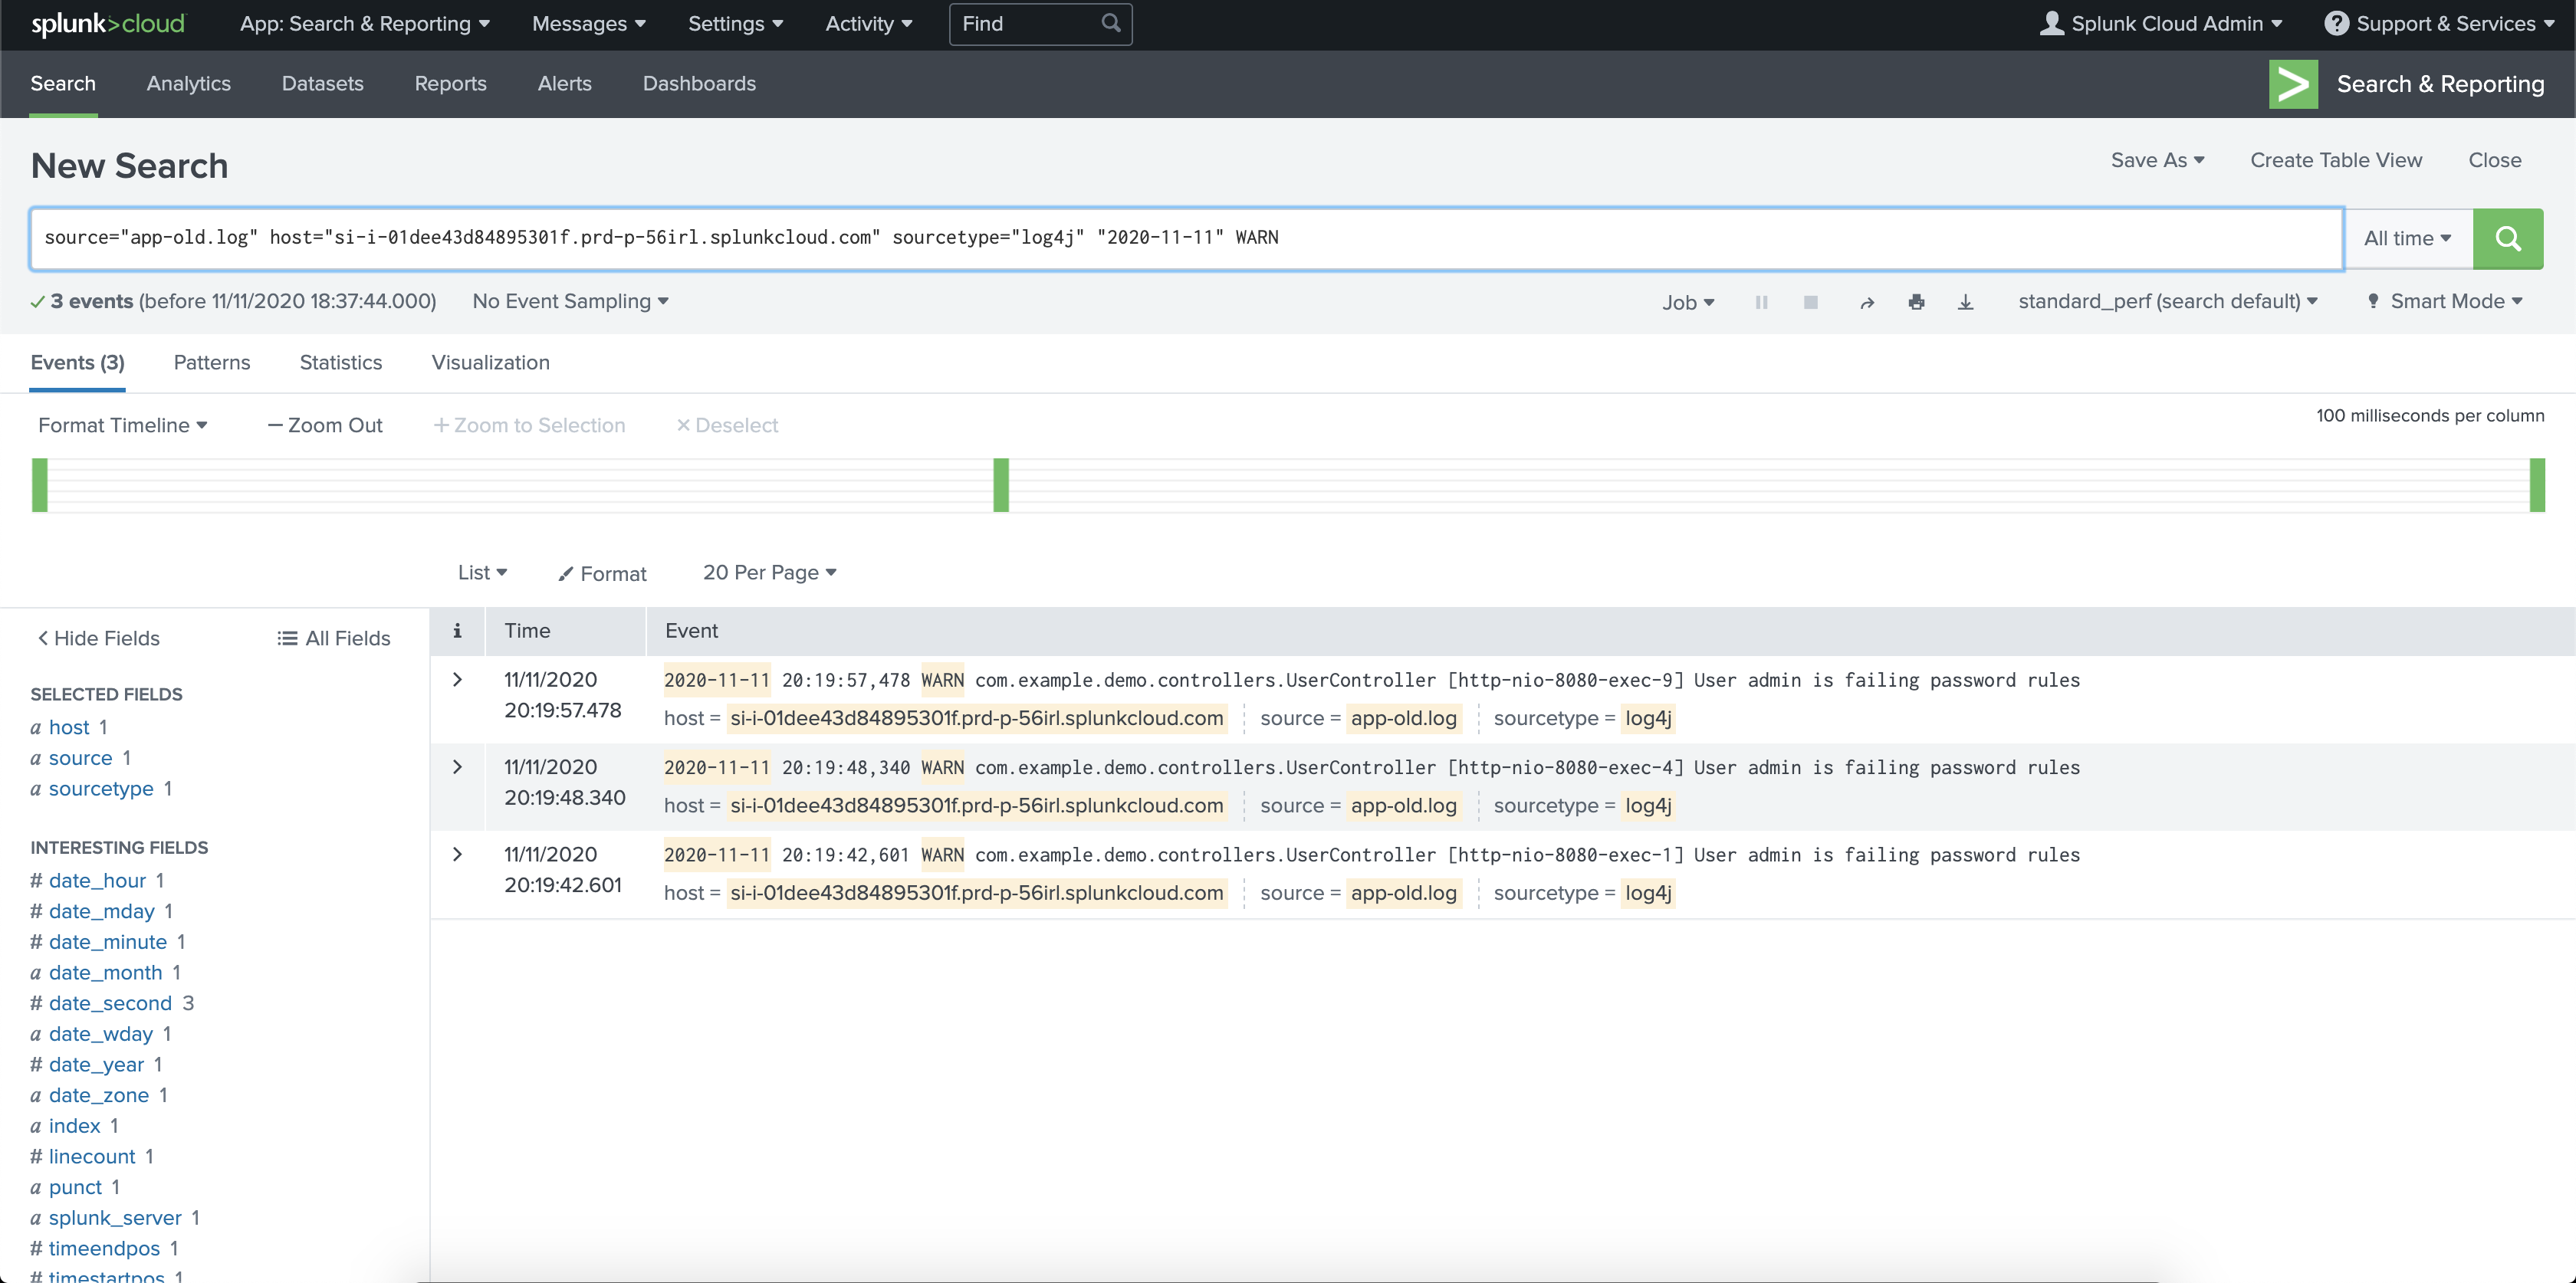 splunk>cloud App: Search & Reporting Messages Settings Activity Find Splunk Cloud Admin Support & Services
Search Analytics Datasets Reports Alerts Dashboards Search & Reporting
New Search Save As Create Table View Close
source="app-old.log" host="si-i-01dee43d84895301f.prd-p-56irl.splunkcloud.com" sourcetype="log4j" "2020-11-11" WARN All time
3 events (before 11/11/2020 18:37:44.000) No Event Sampling Job standard_perf (search default) Smart Mode
Events (3) Patterns Statistics Visualization
Format Timeline — Zoom Out + Zoom to Selection × Deselect 100 milliseconds per column
List Format 20 Per Page
< Hide Fields All Fields
SELECTED FIELDS
a host 1
a source 1
a sourcetype 1
INTERESTING FIELDS
# date_hour 1
# date_mday 1
# date_minute 1
a date_month 1
# date_second 3
a date_wday 1
# date_year 1
a date_zone 1
a index 1
# linecount 1
a punct 1
a splunk_server 1
# timeendpos 1
# timestartpos 1
i Time Event
> 11/11/2020 20:19:57.478 2020-11-11 20:19:57,478 WARN com.example.demo.controllers.UserController [http-nio-8080-exec-9] User admin is failing password rules
host = si-i-01dee43d84895301f.prd-p-56irl.splunkcloud.com source = app-old.log sourcetype = log4j
> 11/11/2020 20:19:48.340 2020-11-11 20:19:48,340 WARN com.example.demo.controllers.UserController [http-nio-8080-exec-4] User admin is failing password rules
host = si-i-01dee43d84895301f.prd-p-56irl.splunkcloud.com source = app-old.log sourcetype = log4j
> 11/11/2020 20:19:42.601 2020-11-11 20:19:42,601 WARN com.example.demo.controllers.UserController [http-nio-8080-exec-1] User admin is failing password rules
host = si-i-01dee43d84895301f.prd-p-56irl.splunkcloud.com source = app-old.log sourcetype = log4j